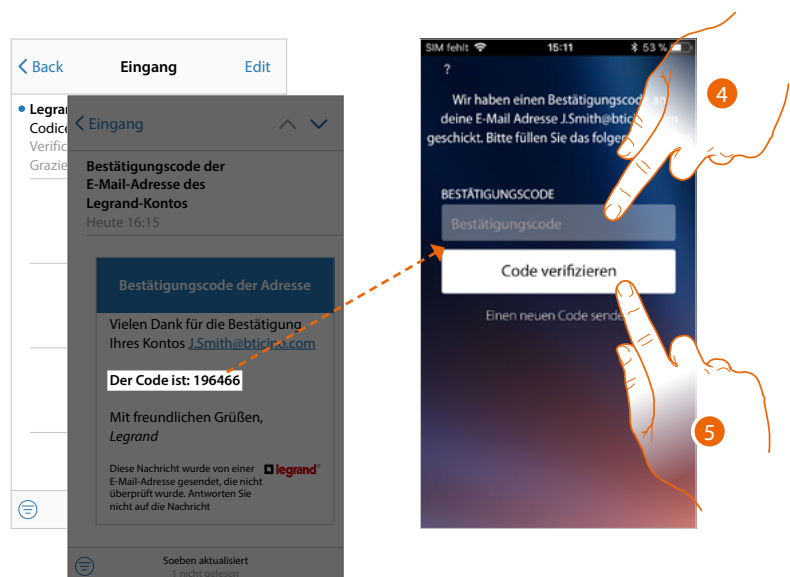 Back Eingang Edit
Legra
Codice
Verific
Grazie
Eingang
Bestätigungscode der
E-Mail-Adresse des
Legrand-Kontos
Heute 16:15
Bestätigungscode der Adresse
Vielen Dank für die Bestätigung
Ihres Kontos J.Smith@bticino.com
Der Code ist: 196466
Mit freundlichen Grüßen,
Legrand
Diese Nachricht wurde von einer
E-Mail-Adresse gesendet, die nicht
überprüft wurde. Antworten Sie
nicht auf die Nachricht
legrand®
Soeben aktualisiert
1 nicht gelesen
SIM fehlt 15:11 53 %
?
Wir haben einen Bestätigungscode an
deine E-Mail Adresse J.Smith@bticino.com
geschickt. Bitte füllen Sie das folgen
BESTÄTIGUNGSCODE
Bestätigungscode
Code verifizieren
Einen neuen Code sende
4
5